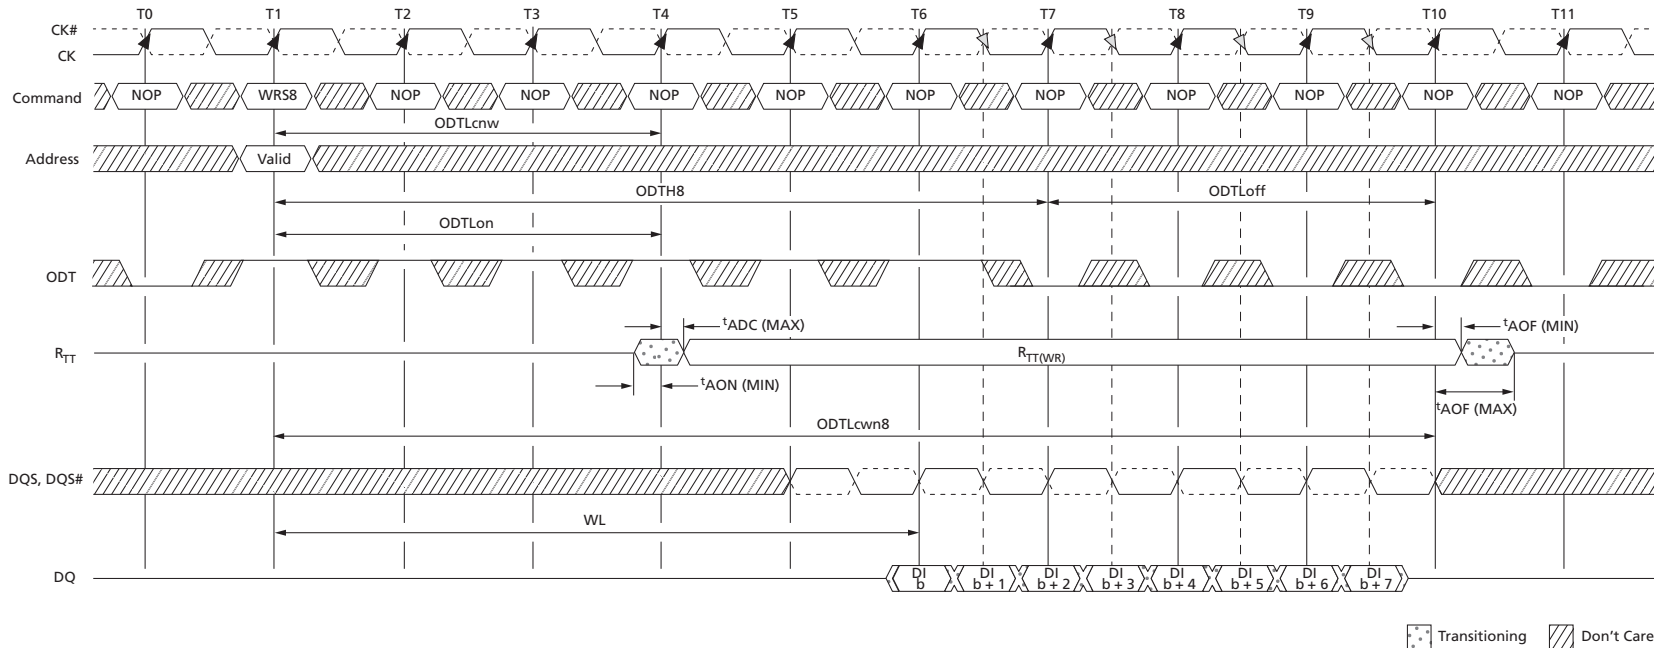 T0 T1 T2 T3 T4 T5 T6 T7 T8 T9 T10 T11
CK#
CK
Command NOP WRS8 NOP NOP NOP NOP NOP NOP NOP NOP NOP NOP
ODTLcnw
Address Valid
ODTH8 ODTLoff
ODTLon
ODT
tADC (MAX) tAOF (MIN)
RTT RTT(WR)
tAON (MIN)
tAOF (MAX)
ODTLcwn8
DQS, DQS#
WL
DQ DI b DI b + 1 DI b + 2 DI b + 3 DI b + 4 DI b + 5 DI b + 6 DI b + 7
Transitioning Don't Care